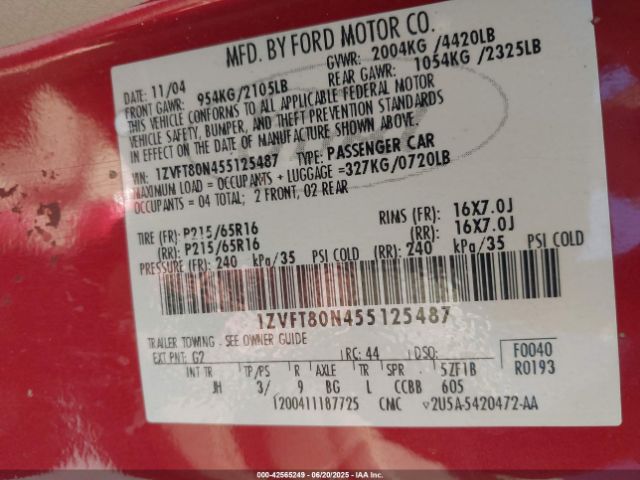 MFD. BY FORD MOTOR CO.
DATE: 11/04 GVWR: 2004KG/4420LB
FRONT GAWR: 954KG/2105LB REAR GAWR: 1054KG/2325LB
THIS VEHICLE CONFORMS TO ALL APPLICABLE FEDERAL MOTOR
VEHICLE SAFETY, BUMPER, AND THEFT PREVENTION STANDARDS
IN EFFECT ON THE DATE OF MANUFACTURE SHOWN ABOVE.
VIN: 1ZVFT80N455125487 TYPE: PASSENGER CAR
MAXIMUM LOAD = OCCUPANTS + LUGGAGE =327KG/0720LB
OCCUPANTS = 04 TOTAL; 2 FRONT, 02 REAR
TIRE (FR): P215/65R16 RIMS (FR): 16X7.0J
(RR): P215/65R16 (RR): 16X7.0J
PRESSURE (FR): 240 kPa/35 PSI COLD (RR): 240 kPa/35 PSI COLD
1ZVFT80N455125487
TRAILER TOWING - SEE OWNER GUIDE
EXT PNT: G2 RC: 44 DSO: F0040
INT TR TP/PS R AXLE TR SPR 5ZF1B R0193
JH 3/ 9 BG L CCBB 605
1200411187725 CMC 2U5A-5420472-AA
000-42565249 - 06/20/2025 - IAAI.COM